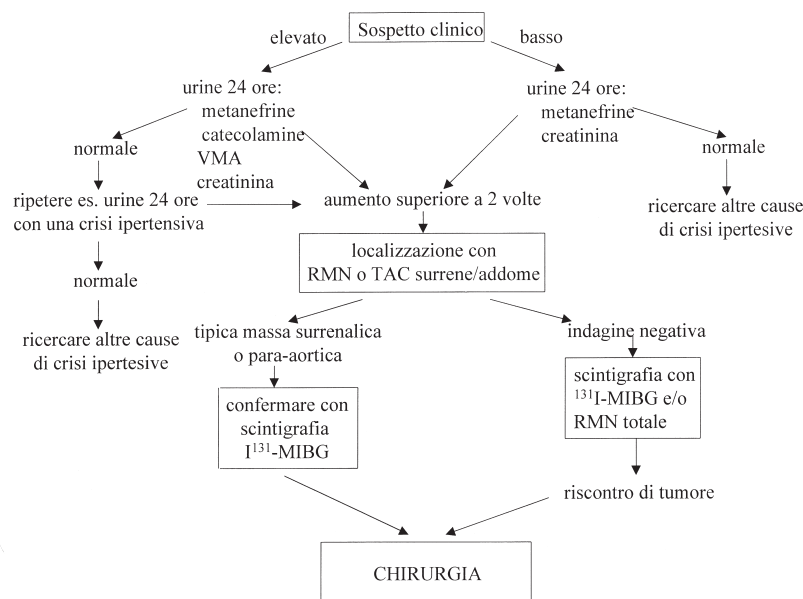 Sospetto clinico
elevato
basso
urine 24 ore:
metanefrine
catecolamine
VMA
creatinina
urine 24 ore:
metanefrine
creatinina
normale
normale
ripetere es. urine 24 ore
con una crisi ipertensiva
aumento superiore a 2 volte
ricercare altre cause
di crisi ipertesive
localizzazione con
RMN o TAC surrene/addome
normale
ricercare altre cause
di crisi ipertesive
tipica massa surrenalica
o para-aortica
indagine negativa
confermare con
scintigrafia
I¹³¹-MIBG
scintigrafia con
¹³¹I-MIBG e/o
RMN totale
riscontro di tumore
CHIRURGIA